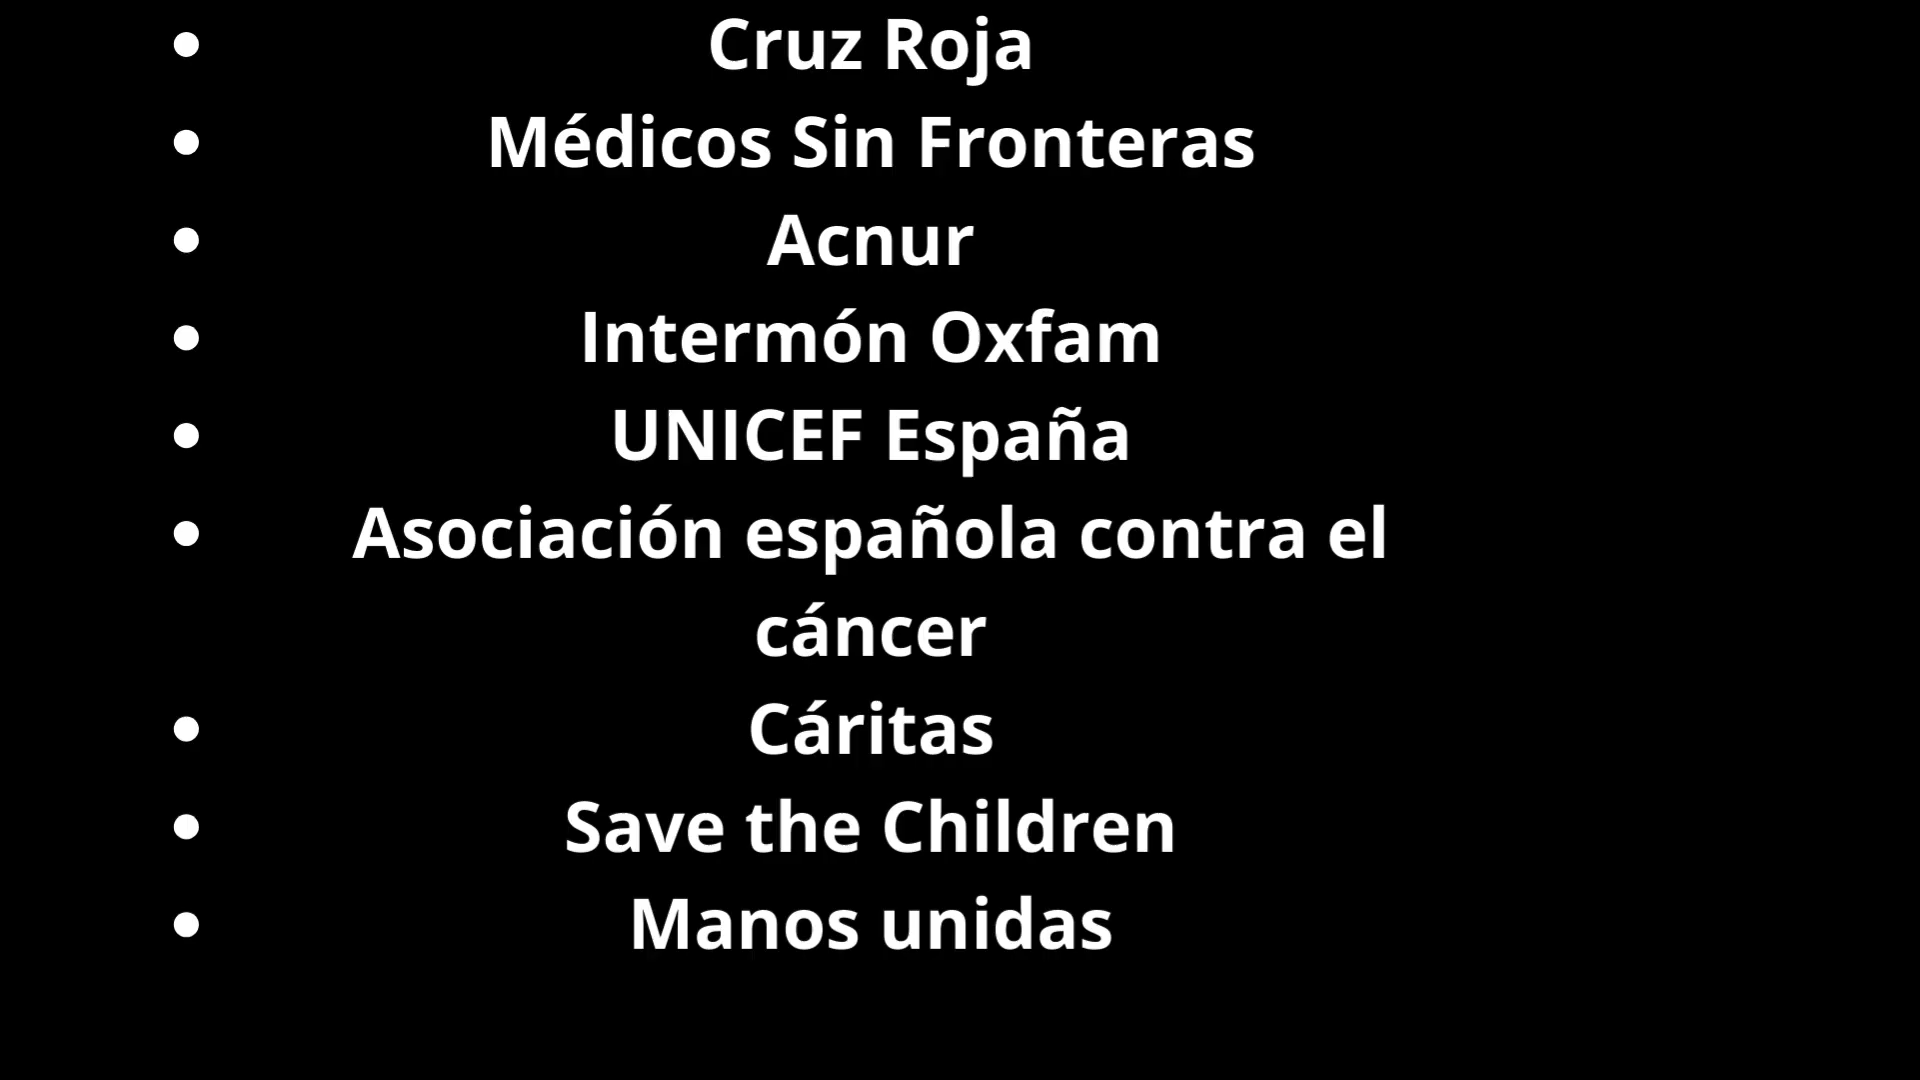 • Cruz Roja
• Médicos Sin Fronteras
• Acnur
• Intermón Oxfam
• UNICEF España
• Asociación española contra el
cáncer
• Cáritas
• Save the Children
• Manos unidas